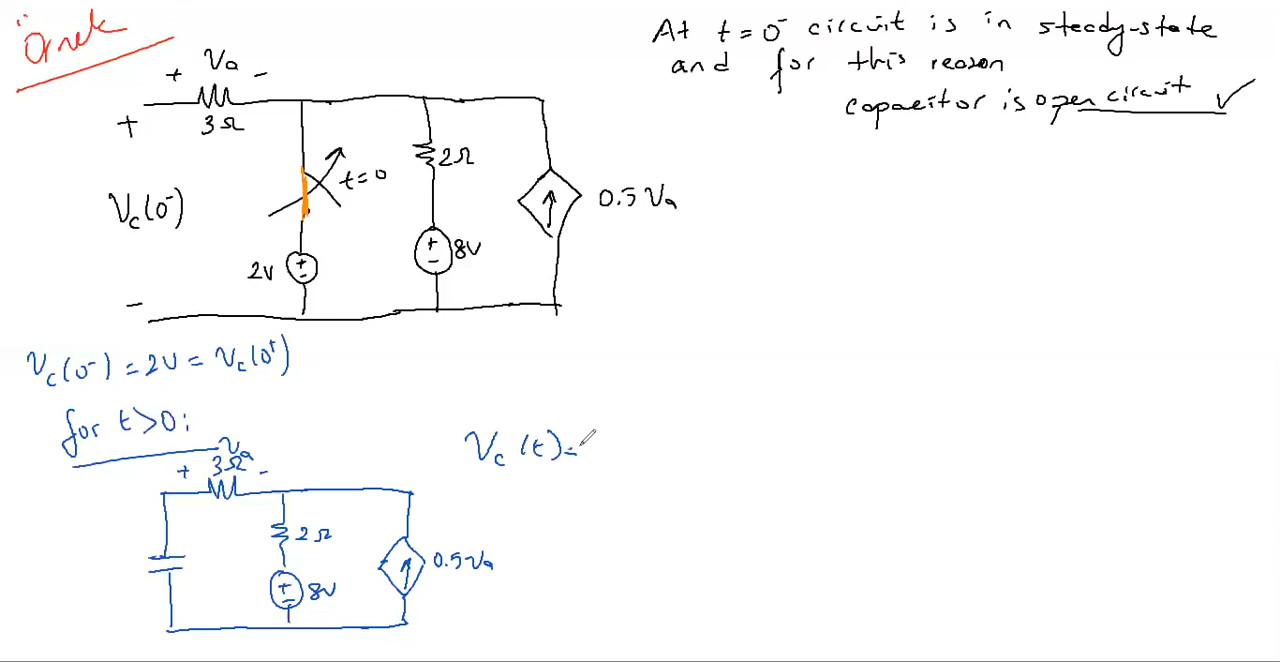 Örnek
At t=0⁻ circuit is in steady-state
and for this reason
capacitor is open circuit ✓
+ Va −
3Ω
+
Vc(0⁻)
−
t=0
2V
+
−
2Ω
+
−
8V
0.5 Va
Vc(0⁻) = 2V = Vc(0⁺)
for t>0:
Va
+ 3Ω −
2Ω
+
−
8V
0.5Va
Vc(t)=